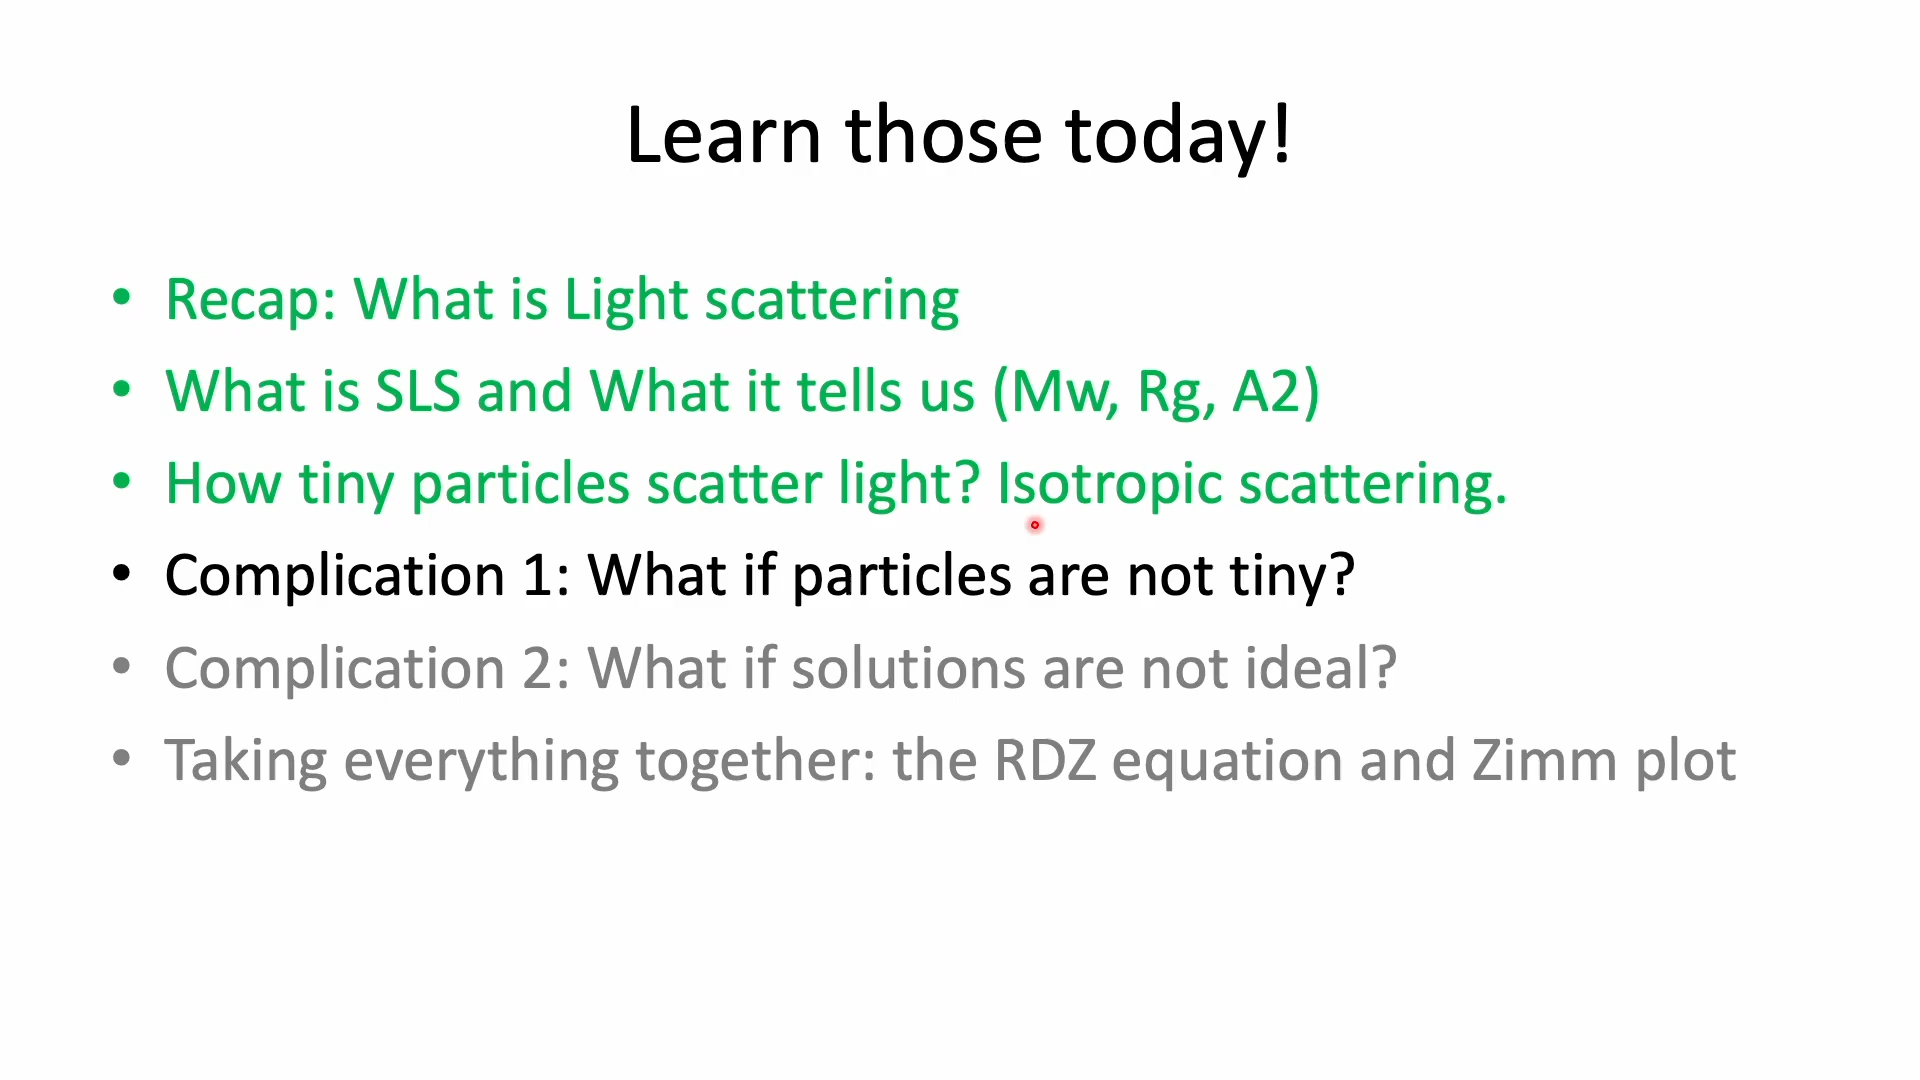 Learn those today!
• Recap: What is Light scattering
• What is SLS and What it tells us (Mw, Rg, A2)
• How tiny particles scatter light? Isotropic scattering.
• Complication 1: What if particles are not tiny?
• Complication 2: What if solutions are not ideal?
• Taking everything together: the RDZ equation and Zimm plot